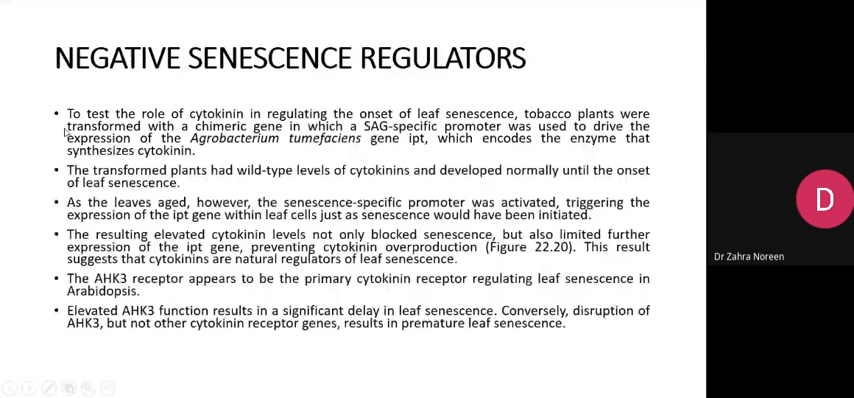 NEGATIVE SENESCENCE REGULATORS
• To test the role of cytokinin in regulating the onset of leaf senescence, tobacco plants were
transformed with a chimeric gene in which a SAG-specific promoter was used to drive the
expression of the Agrobacterium tumefaciens gene ipt, which encodes the enzyme that
synthesizes cytokinin.
• The transformed plants had wild-type levels of cytokinins and developed normally until the onset
of leaf senescence.
• As the leaves aged, however, the senescence-specific promoter was activated, triggering the
expression of the ipt gene within leaf cells just as senescence would have been initiated.
• The resulting elevated cytokinin levels not only blocked senescence, but also limited further
expression of the ipt gene, preventing cytokinin overproduction (Figure 22.20). This result
suggests that cytokinins are natural regulators of leaf senescence.
• The AHK3 receptor appears to be the primary cytokinin receptor regulating leaf senescence in
Arabidopsis.
• Elevated AHK3 function results in a significant delay in leaf senescence. Conversely, disruption of
AHK3, but not other cytokinin receptor genes, results in premature leaf senescence.
D
Dr Zahra Noreen